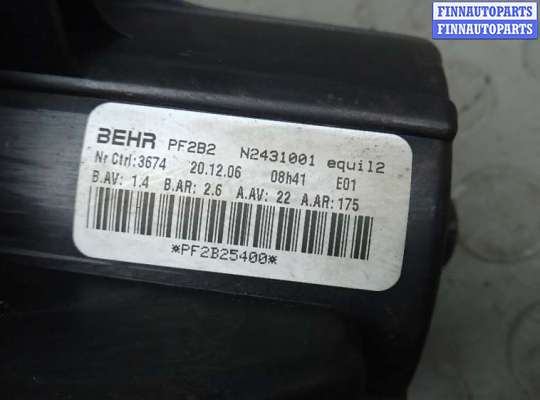 FINNAUTOPARTS
FINNAUTOPARTS
BEHR PF2B2 N2431001 equil2
Nr Ctrl:3674 20.12.06 08h41 E01
B.AV: 1.4 B.AR: 2.6 A.AV: 22 A.AR: 175
*PF2B25400*